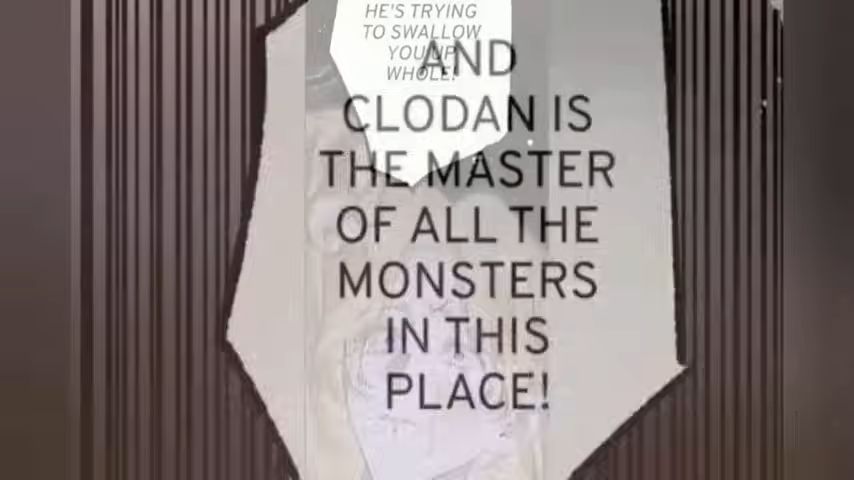 HE'S TRYING
TO SWALLOW
YOU UP
WHOLE!
AND
CLODAN IS
THE MASTER
OF ALL THE
MONSTERS
IN THIS
PLACE!